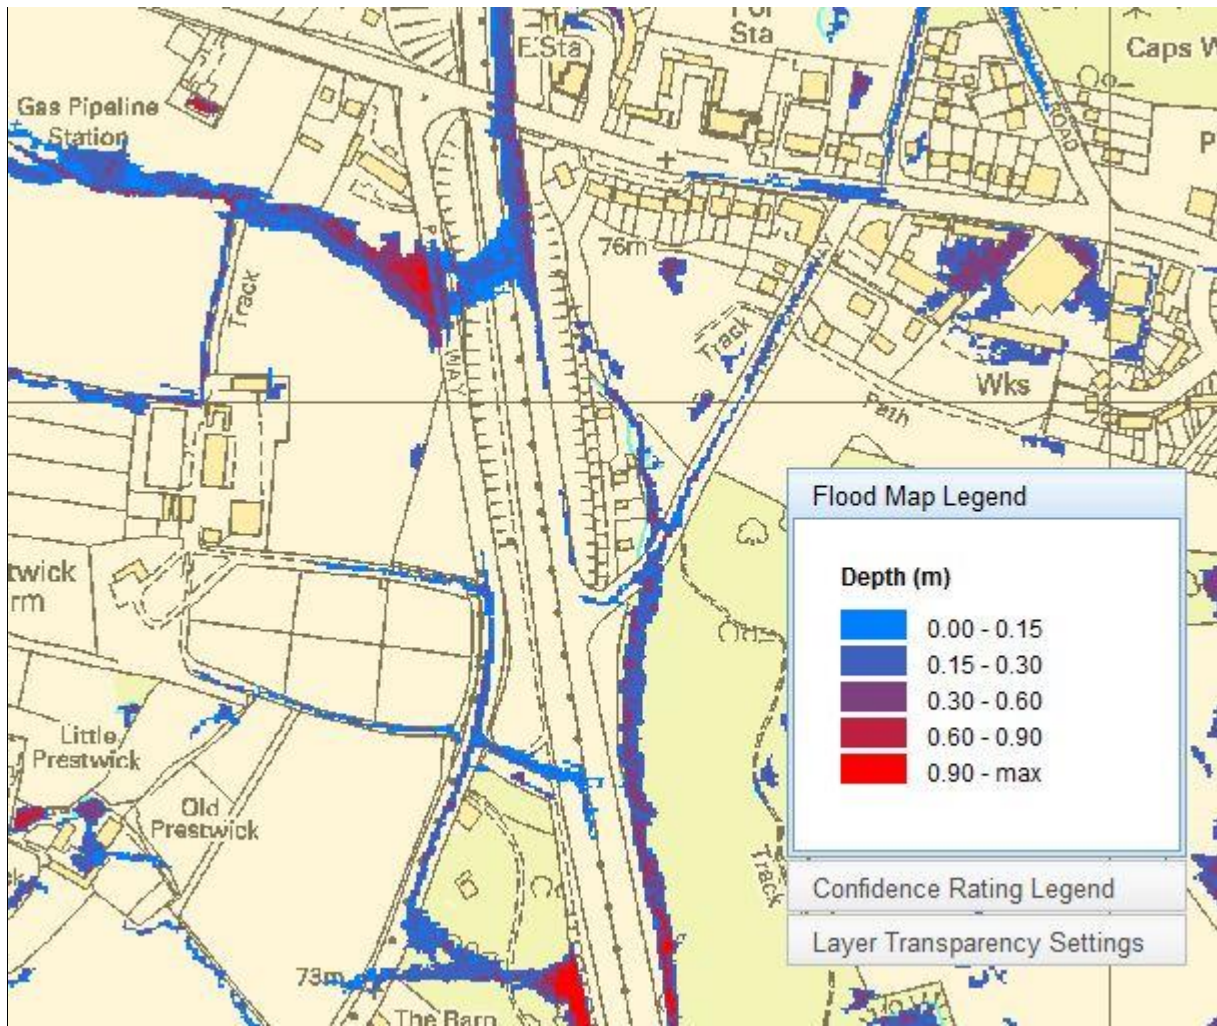 Sta
E Sta
Caps W
Gas Pipeline
Station
ROAD
P
76m
Track
Track
WAY
Wks
Path
Flood Map Legend
Depth (m)
0.00 - 0.15
0.15 - 0.30
0.30 - 0.60
0.60 - 0.90
0.90 - max
twick
rm
Little
Prestwick
Old
Prestwick
Track
Confidence Rating Legend
Layer Transparency Settings
73m
The Barn